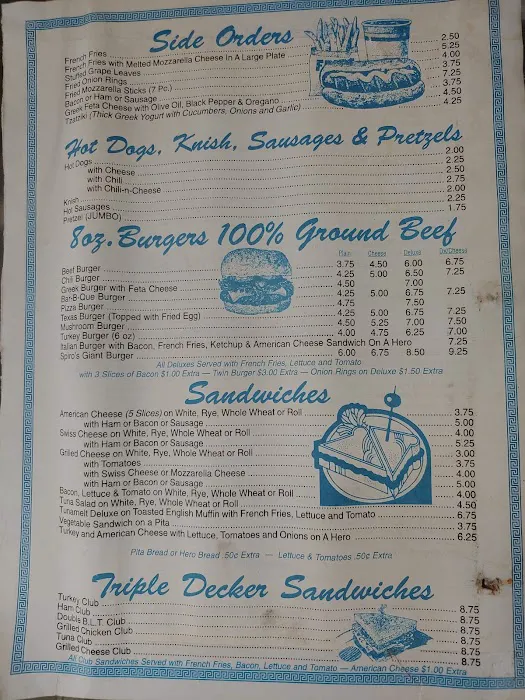 Side Orders
French Fries 2.50
French Fries with Melted Mozzarella Cheese In A Large Plate 5.25
Stuffed Grape Leaves 4.00
Fried Onion Rings 3.75
Fried Mozzarella Sticks (7 Pc.) 7.25
Bacon or Ham or Sausage 3.75
Greek Feta Cheese with Olive Oil, Black Pepper & Oregano 4.50
Tzatziki (Thick Greek Yogurt with Cucumbers, Onions and Garlic) 4.25
Hot Dogs, Knish, Sausages & Pretzels
Hot Dogs 2.00
with Cheese 2.25
with Chili 2.50
with Chili-n-Cheese 2.75
Knish 2.00
Hot Sausages 2.25
Pretzel (JUMBO) 1.75
8oz. Burgers 100% Ground Beef
Plain Cheese Deluxe Dx/Cheese
Beef Burger 3.75 4.50 6.00 6.75
Chili Burger 4.25 5.00 6.50 7.25
Greek Burger with Feta Cheese 4.50 7.00
Bar-B-Que Burger 4.25 5.00 6.75 7.25
Pizza Burger 4.75 7.50
Texas Burger (Topped with Fried Egg) 4.25 5.00 6.75 7.25
Mushroom Burger 4.50 5.25 7.00 7.50
Turkey Burger (6 oz) 4.00 4.75 6.25 7.00
Italian Burger with Bacon, French Fries, Ketchup & American Cheese Sandwich On A Hero 7.25
Spiro's Giant Burger 6.00 6.75 8.50 9.25
All Deluxes Served with French Fries, Lettuce and Tomato
with 3 Slices of Bacon $1.00 Extra — Twin Burger $3.00 Extra — Onion Rings on Deluxe $1.50 Extra
Sandwiches
American Cheese (5 Slices) on White, Rye, Whole Wheat or Roll 3.75
with Ham or Bacon or Sausage 5.00
Swiss Cheese on White, Rye, Whole Wheat or Roll 4.00
with Ham or Bacon or Sausage 5.25
Grilled Cheese on White, Rye, Whole Wheat or Roll 3.00
with Tomatoes 3.75
with Swiss Cheese or Mozzarella Cheese 4.00
with Ham or Bacon or Sausage 5.00
Bacon, Lettuce & Tomato on White, Rye, Whole Wheat or Roll 4.00
Tuna Salad on White, Rye, Whole Wheat or Roll 4.50
Tunamelt Deluxe on Toasted English Muffin with French Fries, Lettuce and Tomato 6.75
Vegetable Sandwich on a Pita 3.75
Turkey and American Cheese with Lettuce, Tomatoes and Onions on A Hero 6.25
Pita Bread or Hero Bread .50¢ Extra — Lettuce & Tomatoes .50¢ Extra
Triple Decker Sandwiches
Turkey Club 8.75
Ham Club 8.75
Double B.L.T. Club 8.75
Grilled Chicken Club 8.75
Tuna Club 8.75
Grilled Cheese Club 8.75
All Club Sandwiches Served with French Fries, Bacon, Lettuce and Tomato — American Cheese $1.00 Extra